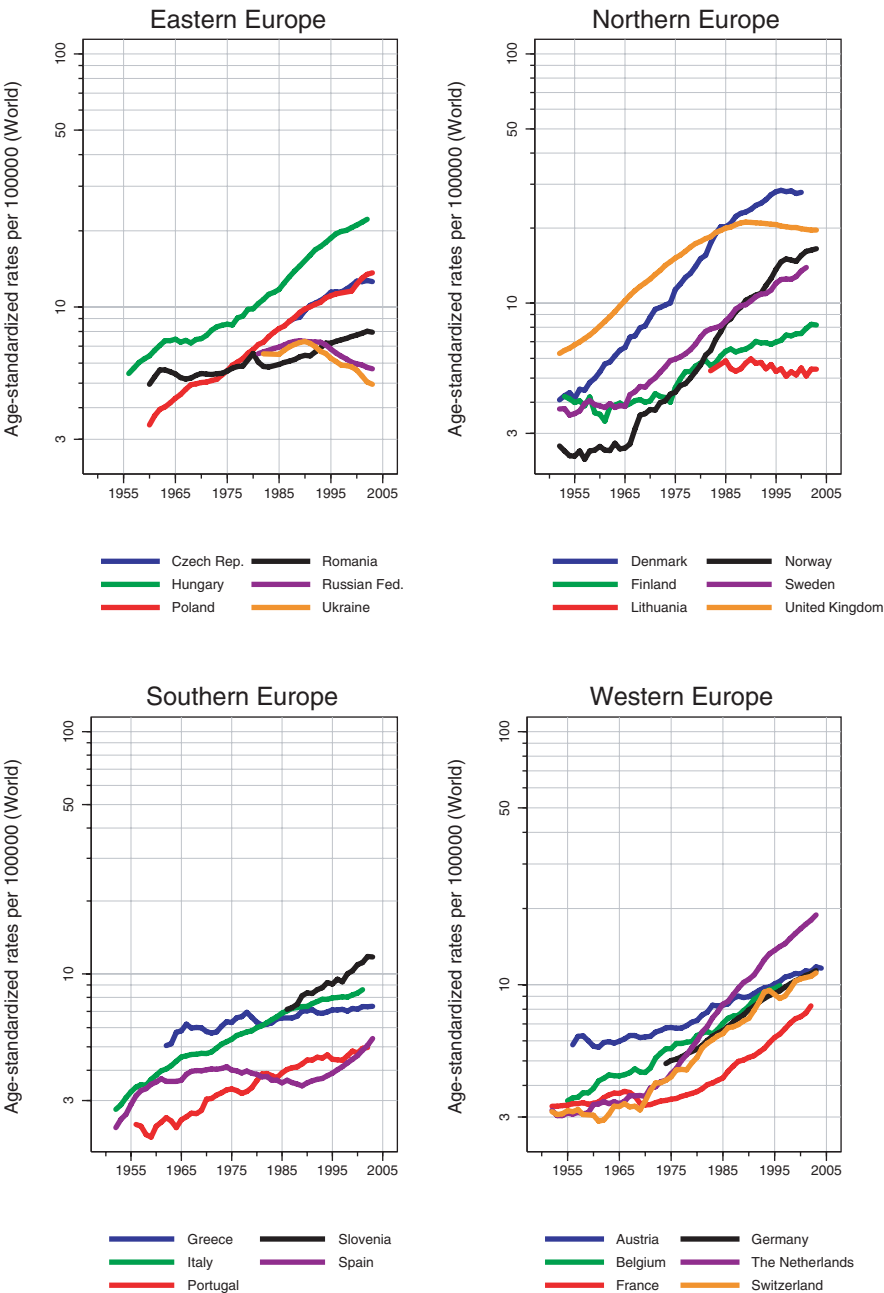 Eastern Europe
Age-standardized rates per 100000 (World)
100
50
10
3
1955 1965 1975 1985 1995 2005
Czech Rep. Romania
Hungary Russian Fed.
Poland Ukraine
Northern Europe
Age-standardized rates per 100000 (World)
100
50
10
3
1955 1965 1975 1985 1995 2005
Denmark Norway
Finland Sweden
Lithuania United Kingdom
Southern Europe
Age-standardized rates per 100000 (World)
100
50
10
3
1955 1965 1975 1985 1995 2005
Greece Slovenia
Italy Spain
Portugal
Western Europe
Age-standardized rates per 100000 (World)
100
50
10
3
1955 1965 1975 1985 1995 2005
Austria Germany
Belgium The Netherlands
France Switzerland